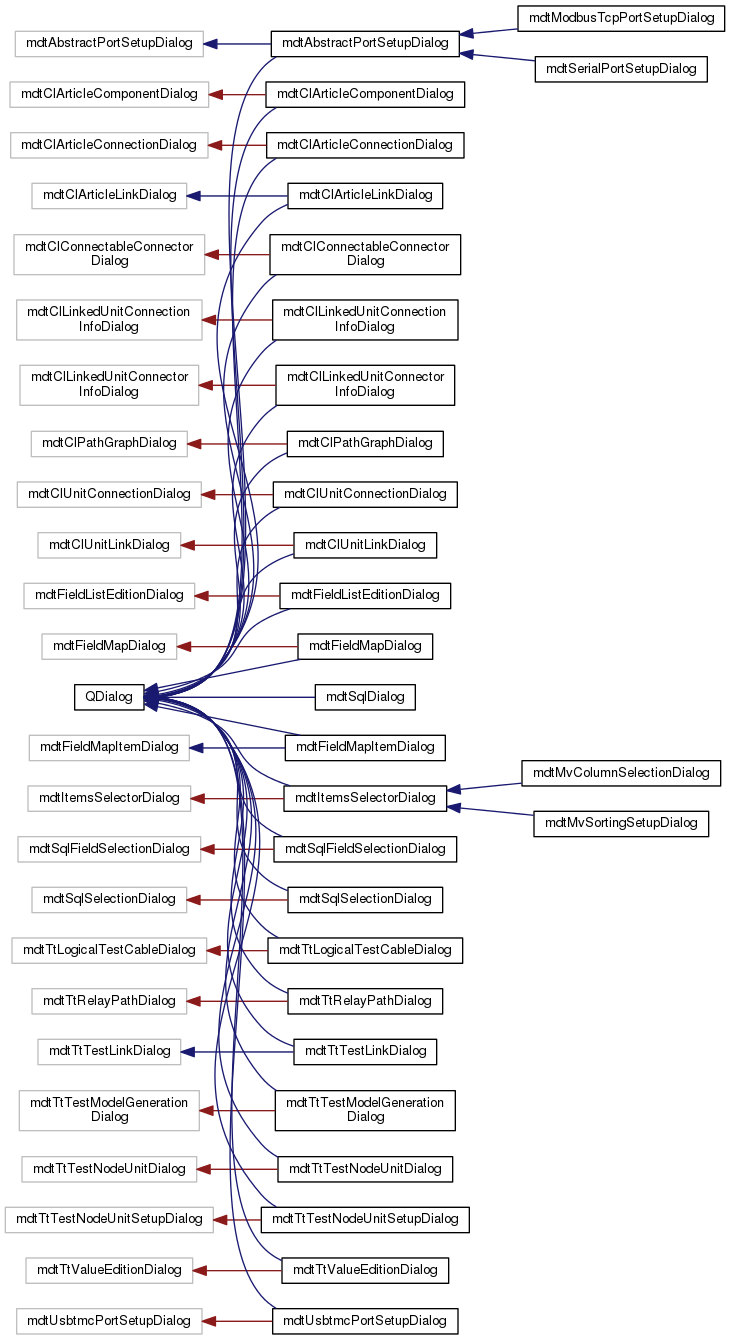 mdtModbusTcpPortSetupDialog
mdtAbstractPortSetupDialog
mdtAbstractPortSetupDialog
mdtSerialPortSetupDialog
mdtClArticleComponentDialog
mdtClArticleComponentDialog
mdtClArticleConnectionDialog
mdtClArticleConnectionDialog
mdtClArticleLinkDialog
mdtClArticleLinkDialog
mdtClConnectableConnector
Dialog
mdtClConnectableConnector
Dialog
mdtClLinkedUnitConnection
InfoDialog
mdtClLinkedUnitConnection
InfoDialog
mdtClLinkedUnitConnector
InfoDialog
mdtClLinkedUnitConnector
InfoDialog
mdtClPathGraphDialog
mdtClPathGraphDialog
mdtClUnitConnectionDialog
mdtClUnitConnectionDialog
mdtClUnitLinkDialog
mdtClUnitLinkDialog
mdtFieldListEditionDialog
mdtFieldListEditionDialog
mdtFieldMapDialog
mdtFieldMapDialog
QDialog
mdtSqlDialog
mdtFieldMapItemDialog
mdtFieldMapItemDialog
mdtMvColumnSelectionDialog
mdtItemsSelectorDialog
mdtItemsSelectorDialog
mdtMvSortingSetupDialog
mdtSqlFieldSelectionDialog
mdtSqlFieldSelectionDialog
mdtSqlSelectionDialog
mdtSqlSelectionDialog
mdtTtLogicalTestCableDialog
mdtTtLogicalTestCableDialog
mdtTtRelayPathDialog
mdtTtRelayPathDialog
mdtTtTestLinkDialog
mdtTtTestLinkDialog
mdtTtTestModelGeneration
Dialog
mdtTtTestModelGeneration
Dialog
mdtTtTestNodeUnitDialog
mdtTtTestNodeUnitDialog
mdtTtTestNodeUnitSetupDialog
mdtTtTestNodeUnitSetupDialog
mdtTtValueEditionDialog
mdtTtValueEditionDialog
mdtUsbtmcPortSetupDialog
mdtUsbtmcPortSetupDialog